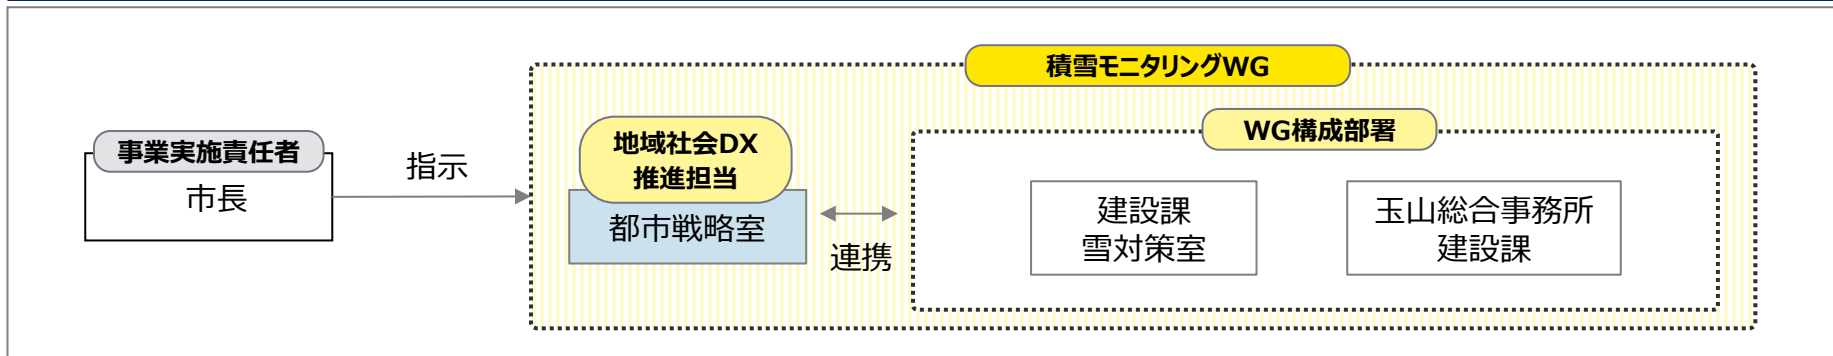 積雪モニタリングWG
事業実施責任者
市長
指示
地域社会DX
推進担当
都市戦略室
連携
WG構成部署
建設課
雪対策室
玉山総合事務所
建設課